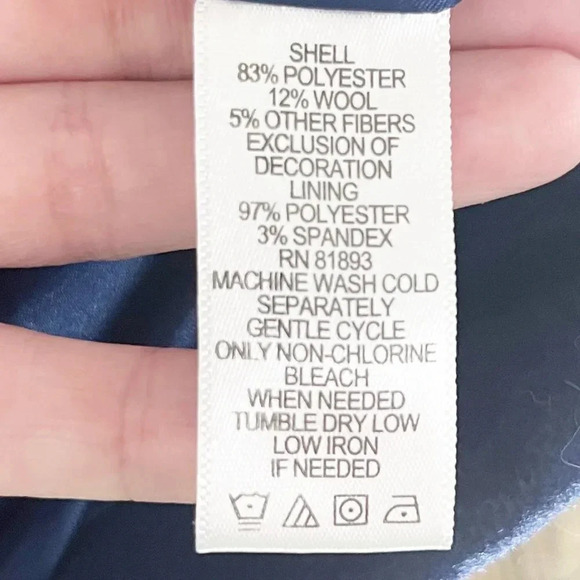 SHELL
83% POLYESTER
12% WOOL
5% OTHER FIBERS
EXCLUSION OF
DECORATION
LINING
97% POLYESTER
3% SPANDEX
RN 81893
MACHINE WASH COLD
SEPARATELY
GENTLE CYCLE
ONLY NON-CHLORINE
BLEACH
WHEN NEEDED
TUMBLE DRY LOW
LOW IRON
IF NEEDED